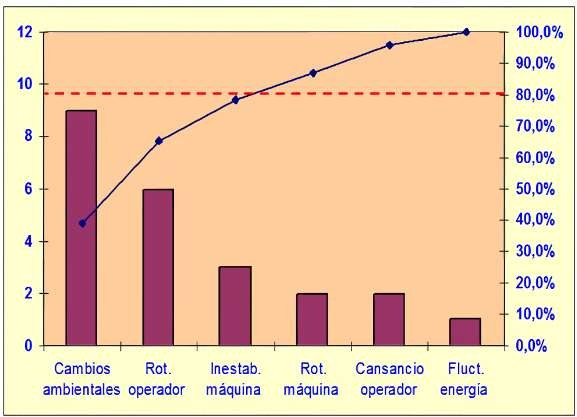 12
10
8
6
4
2
0
100,0%
90,0%
80,0%
70,0%
60,0%
50,0%
40,0%
30,0%
20,0%
10,0%
0,0%
Cambios
ambientales
Rot.
operador
Inestab.
máquina
Rot.
máquina
Cansancio
operador
Fluct.
energía